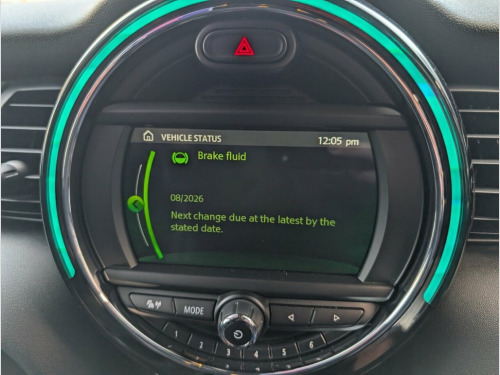 VEHICLE STATUS 12:05 pm
Brake fluid
08/2026
Next change due at the latest by the
stated date.
MODE
1 2 3 4 5 6